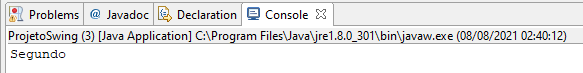 Problems @ Javadoc Declaration Console
ProjetoSwing (3) [Java Application] C:\Program Files\Java\jre1.8.0_301\bin\javaw.exe (08/08/2021 02:40:12)
Segundo